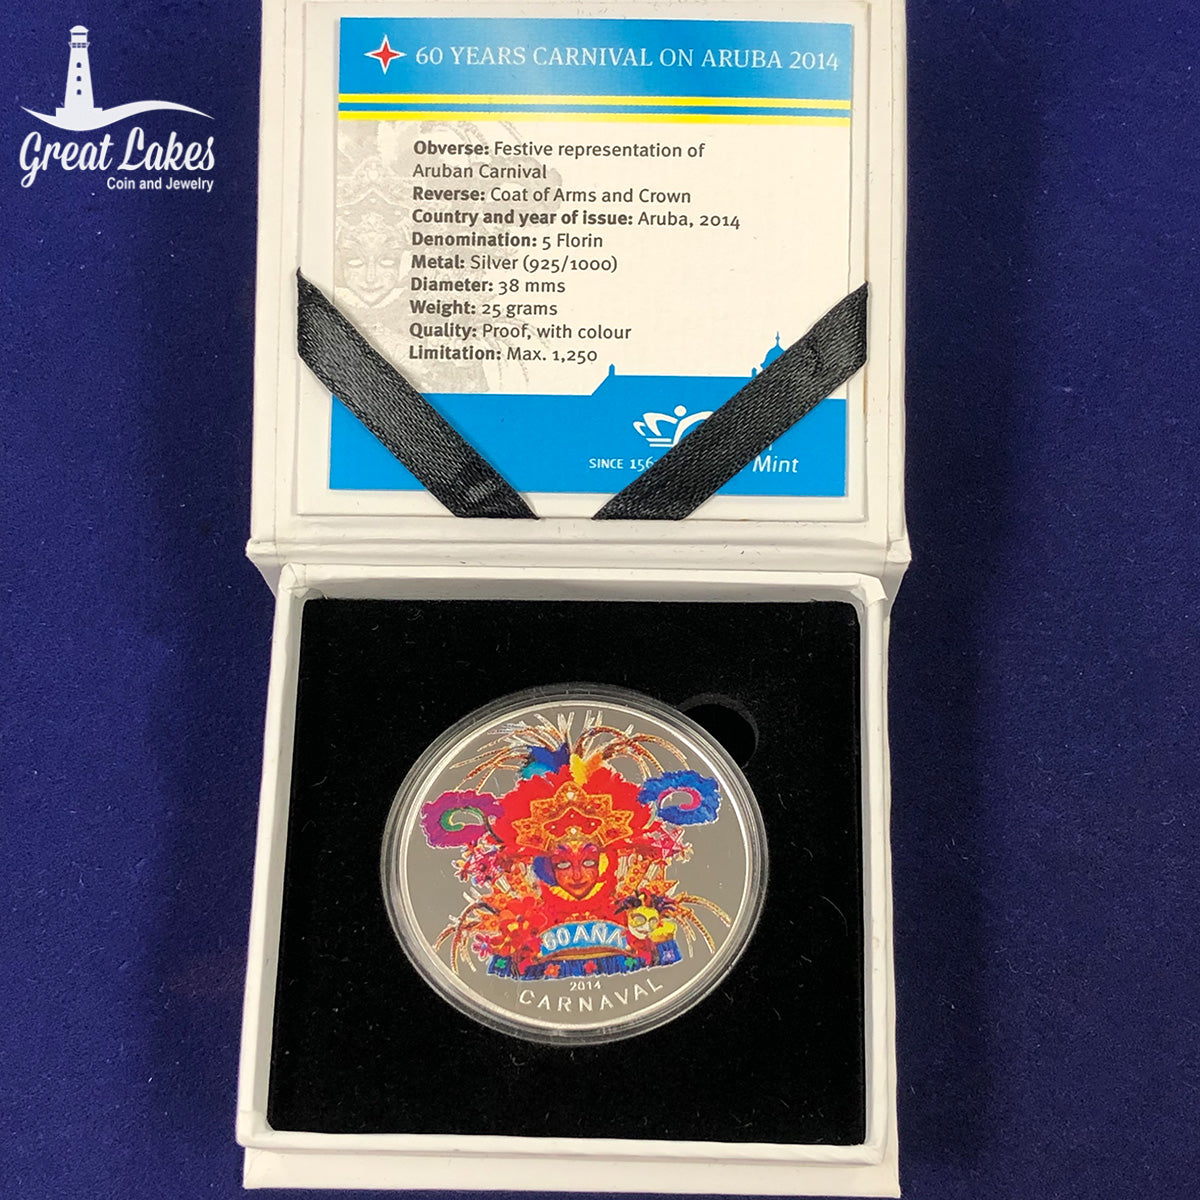 Great Lakes
Coin and Jewelry
60 YEARS CARNIVAL ON ARUBA 2014
Obverse: Festive representation of
Aruban Carnival
Reverse: Coat of Arms and Crown
Country and year of issue: Aruba, 2014
Denomination: 5 Florin
Metal: Silver (925/1000)
Diameter: 38 mms
Weight: 25 grams
Quality: Proof, with colour
Limitation: Max. 1,250
SINCE 156
Mint
60 AÑA
2014
CARNAVAL